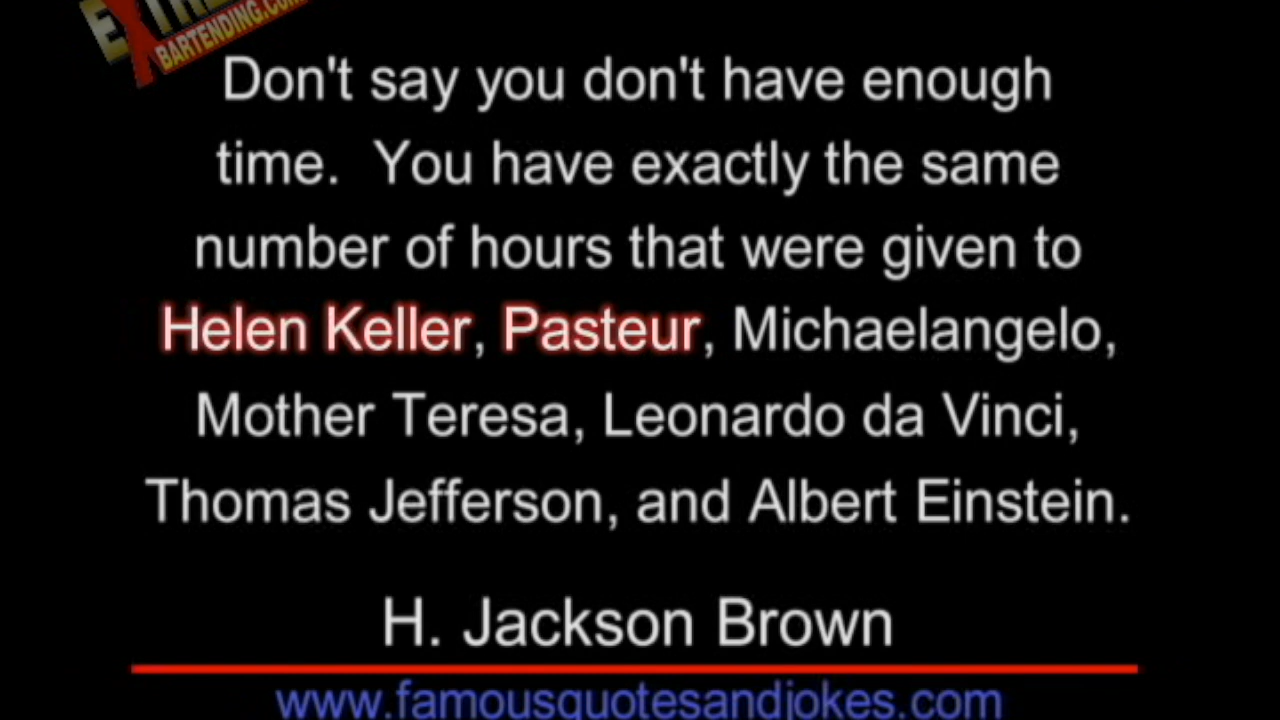 BARTENDING.COM
Don't say you don't have enough
time. You have exactly the same
number of hours that were given to
Helen Keller, Pasteur, Michaelangelo,
Mother Teresa, Leonardo da Vinci,
Thomas Jefferson, and Albert Einstein.
H. Jackson Brown
www.famousquotesandjokes.com